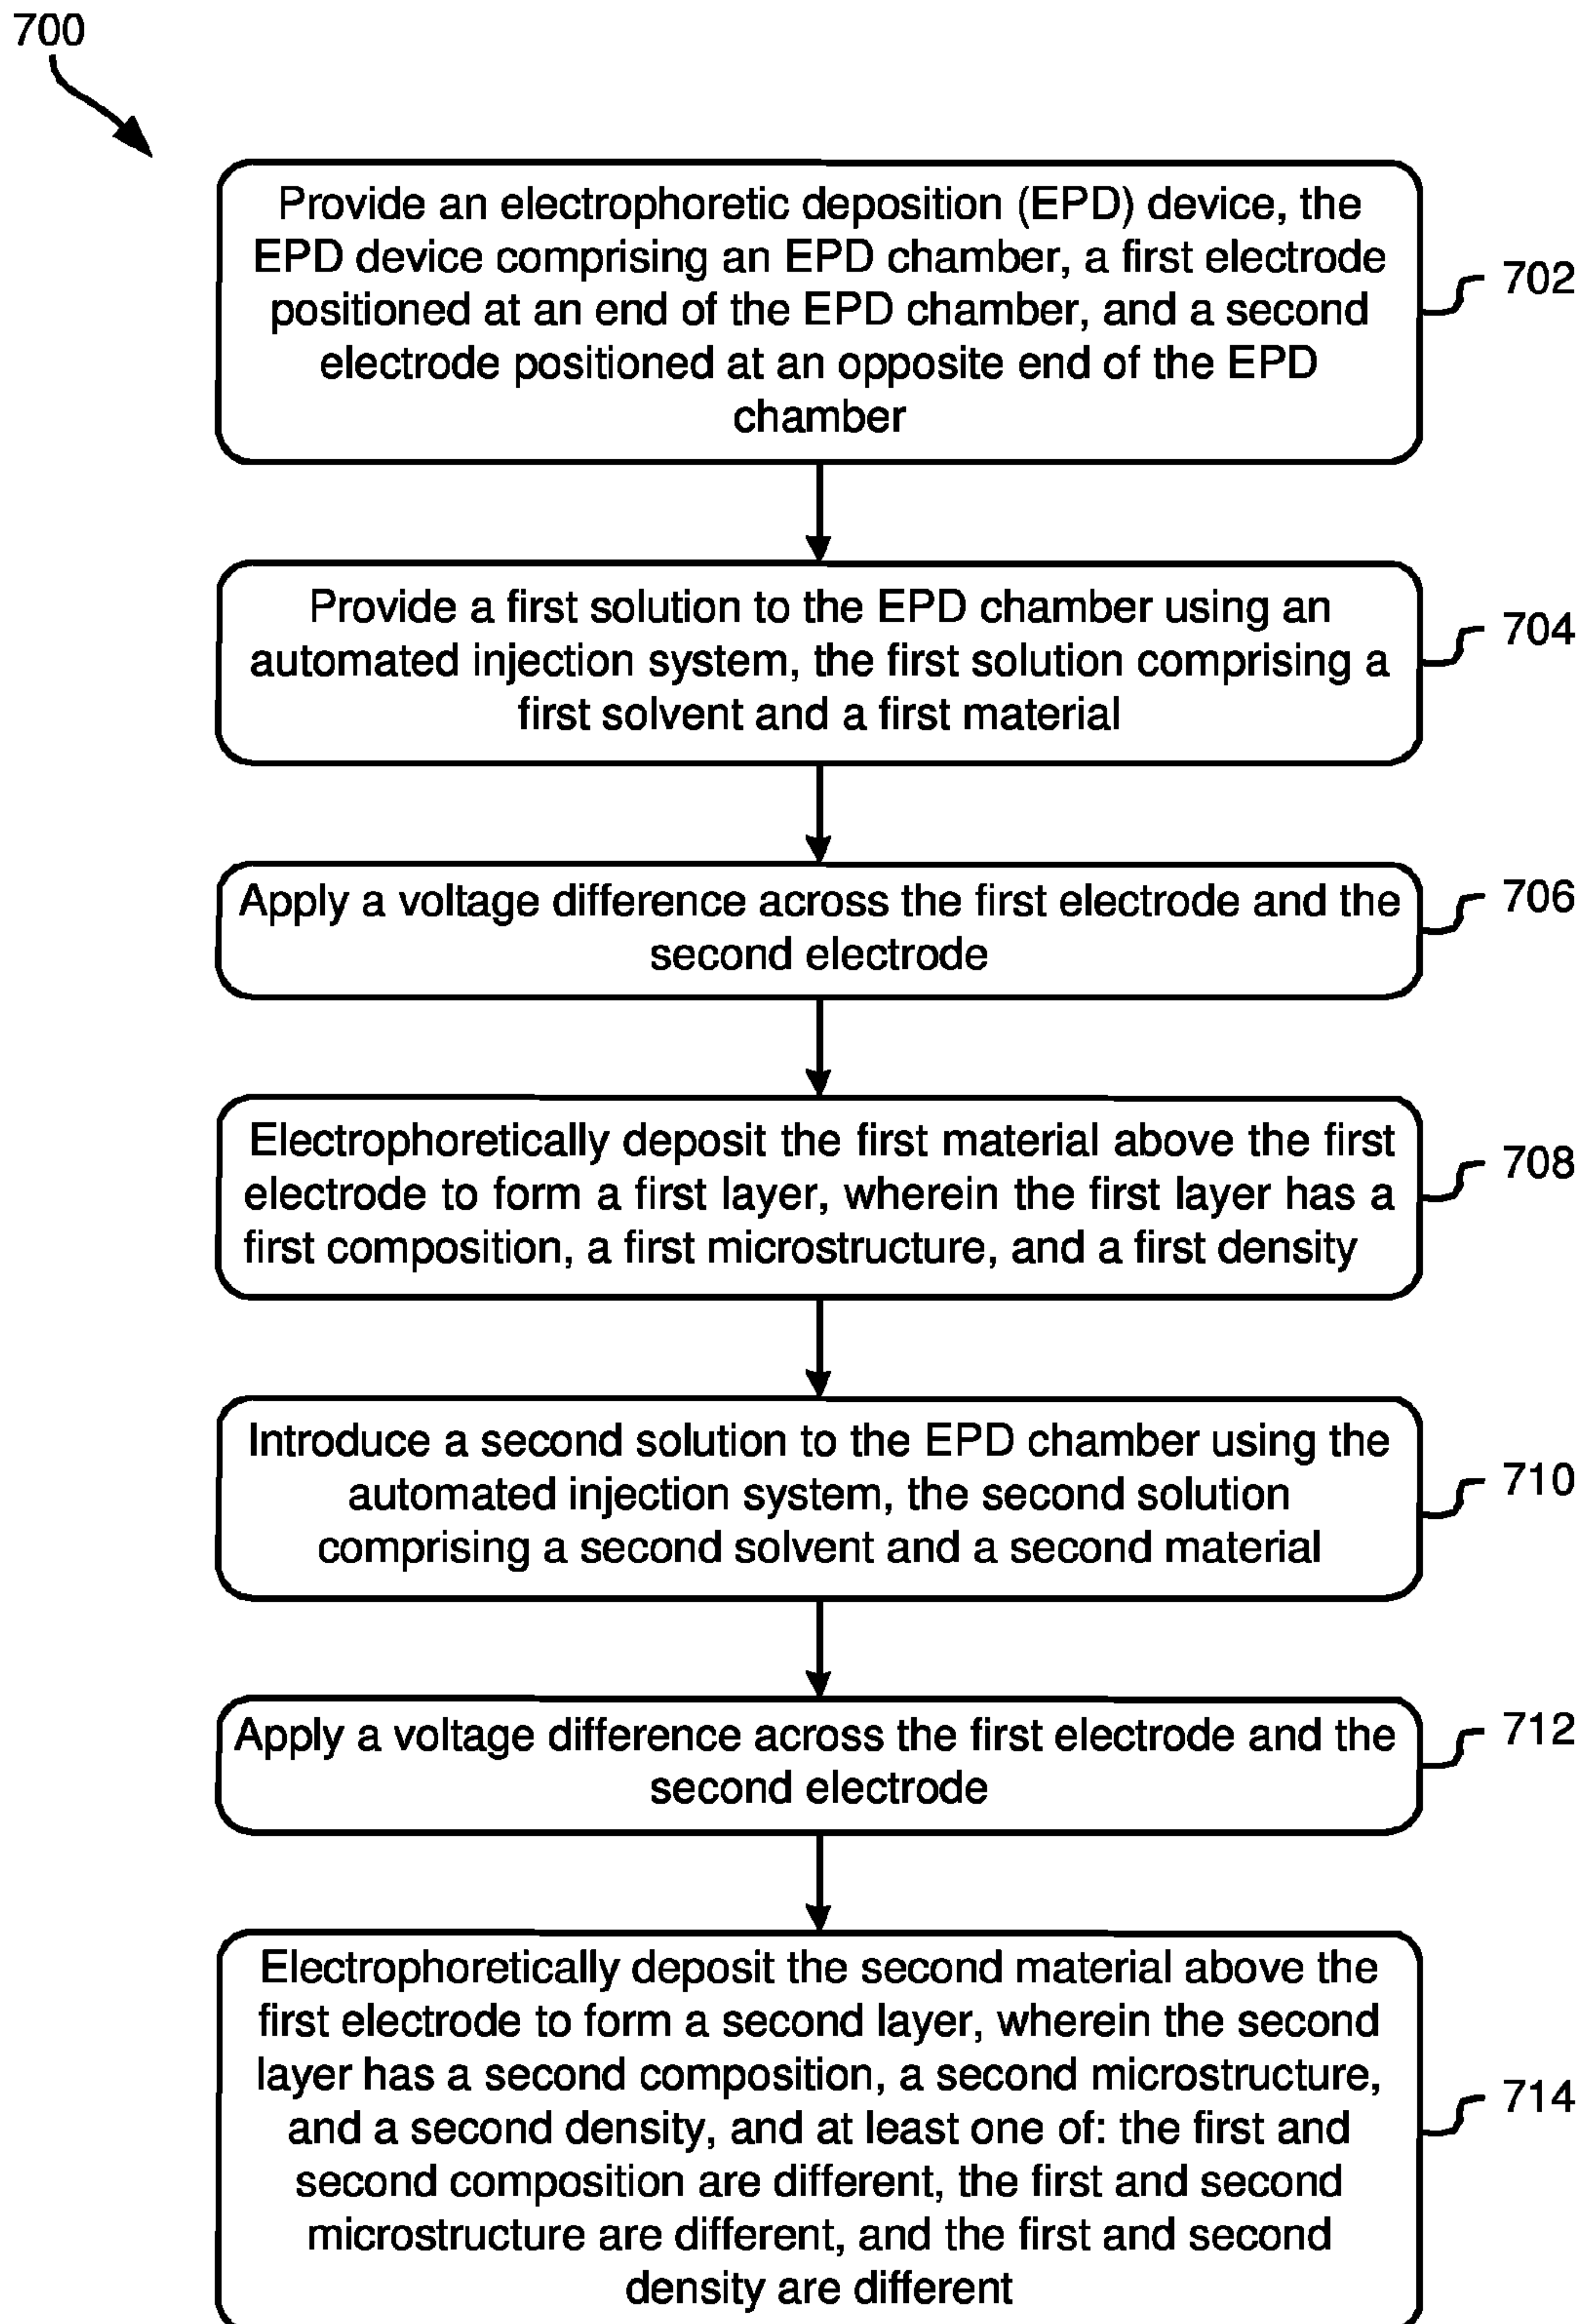 700
Provide an electrophoretic deposition (EPD) device, the
EPD device comprising an EPD chamber, a first electrode
positioned at an end of the EPD chamber, and a second
electrode positioned at an opposite end of the EPD
chamber
702
Provide a first solution to the EPD chamber using an
automated injection system, the first solution comprising a
first solvent and a first material
704
Apply a voltage difference across the first electrode and the
second electrode
706
Electrophoretically deposit the first material above the first
electrode to form a first layer, wherein the first layer has a
first composition, a first microstructure, and a first density
708
Introduce a second solution to the EPD chamber using the
automated injection system, the second solution
comprising a second solvent and a second material
710
Apply a voltage difference across the first electrode and the
second electrode
712
Electrophoretically deposit the second material above the
first electrode to form a second layer, wherein the second
layer has a second composition, a second microstructure,
and a second density, and at least one of: the first and
second composition are different, the first and second
microstructure are different, and the first and second
density are different
714